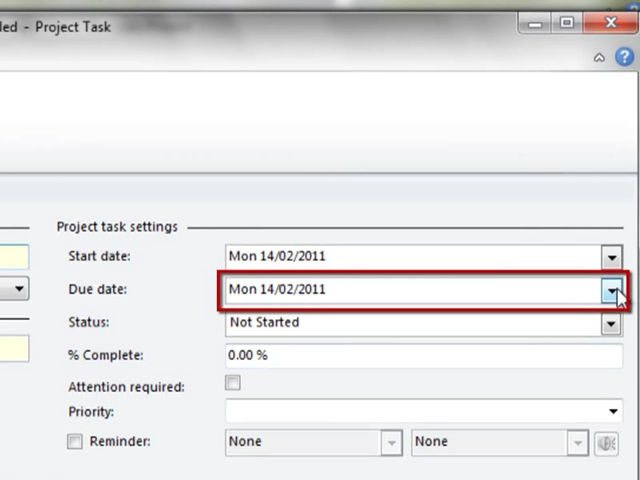 led - Project Task
Project task settings
Start date: Mon 14/02/2011
Due date: Mon 14/02/2011
Status: Not Started
% Complete: 0.00 %
Attention required:
Priority:
Reminder: None None